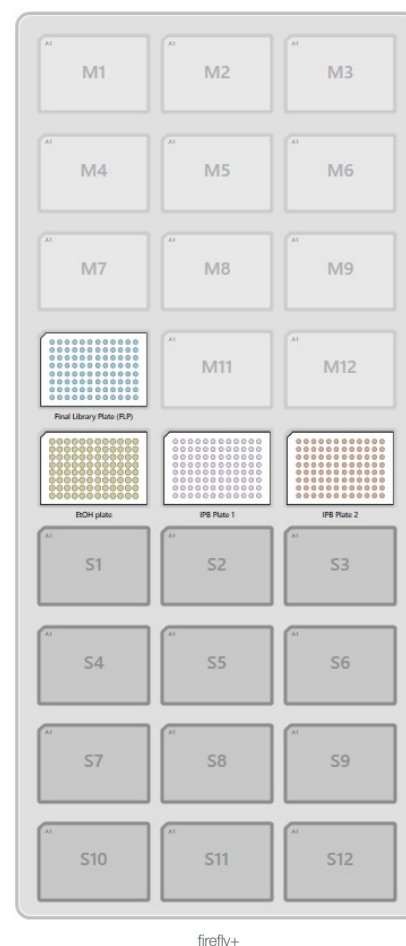 A1 A1 A1
M1 M2 M3
A1 A1 A1
M4 M5 M6
A1 A1 A1
M7 M8 M9
A1 A1
M11 M12
Final Library Plate (FLP)
EtOH plate IPB Plate 1 IPB Plate 2
A1 A1 A1
S1 S2 S3
A1 A1 A1
S4 S5 S6
A1 A1 A1
S7 S8 S9
A1 A1 A1
S10 S11 S12
firefly+